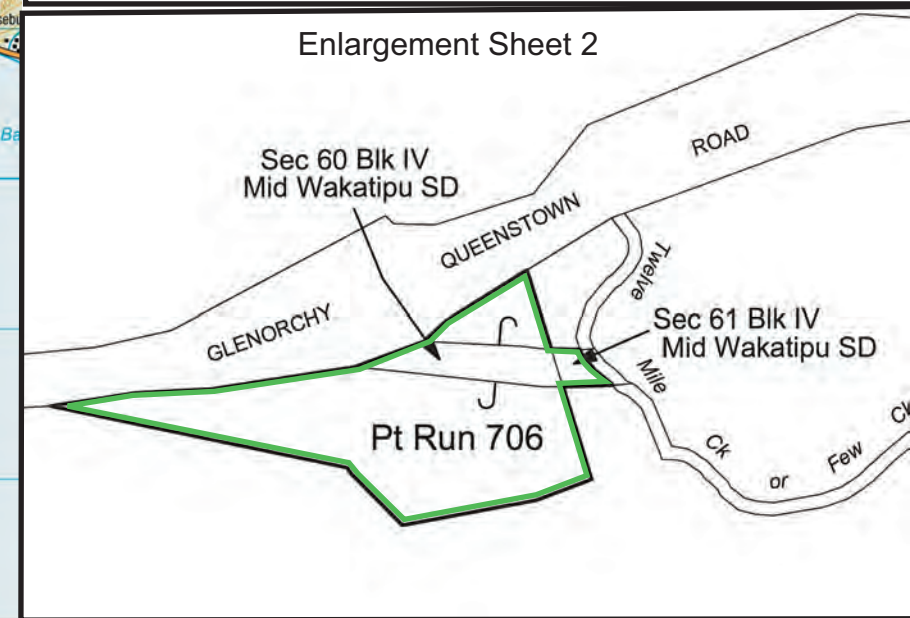 Enlargement Sheet 2
Sec 60 Blk IV
Mid Wakatipu SD
ROAD
QUEENSTOWN
GLENORCHY
Twelve
Mile
Ck
or
Few
Ck
Sec 61 Blk IV
Mid Wakatipu SD
Pt Run 706